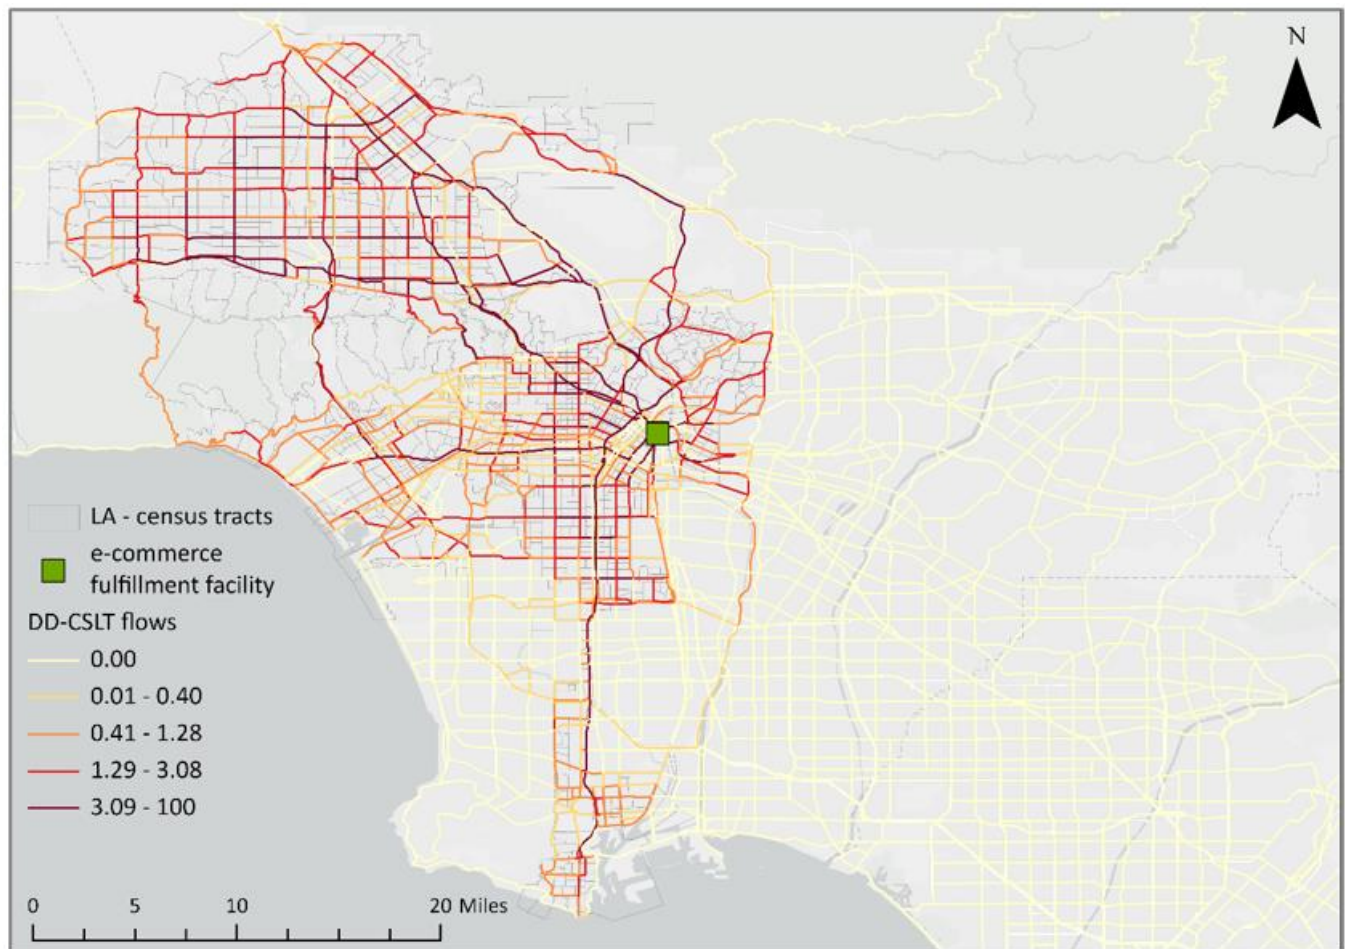 N
LA - census tracts
e-commerce
fulfillment facility
DD-CSLT flows
0.00
0.01 - 0.40
0.41 - 1.28
1.29 - 3.08
3.09 - 100
0 5 10 20 Miles